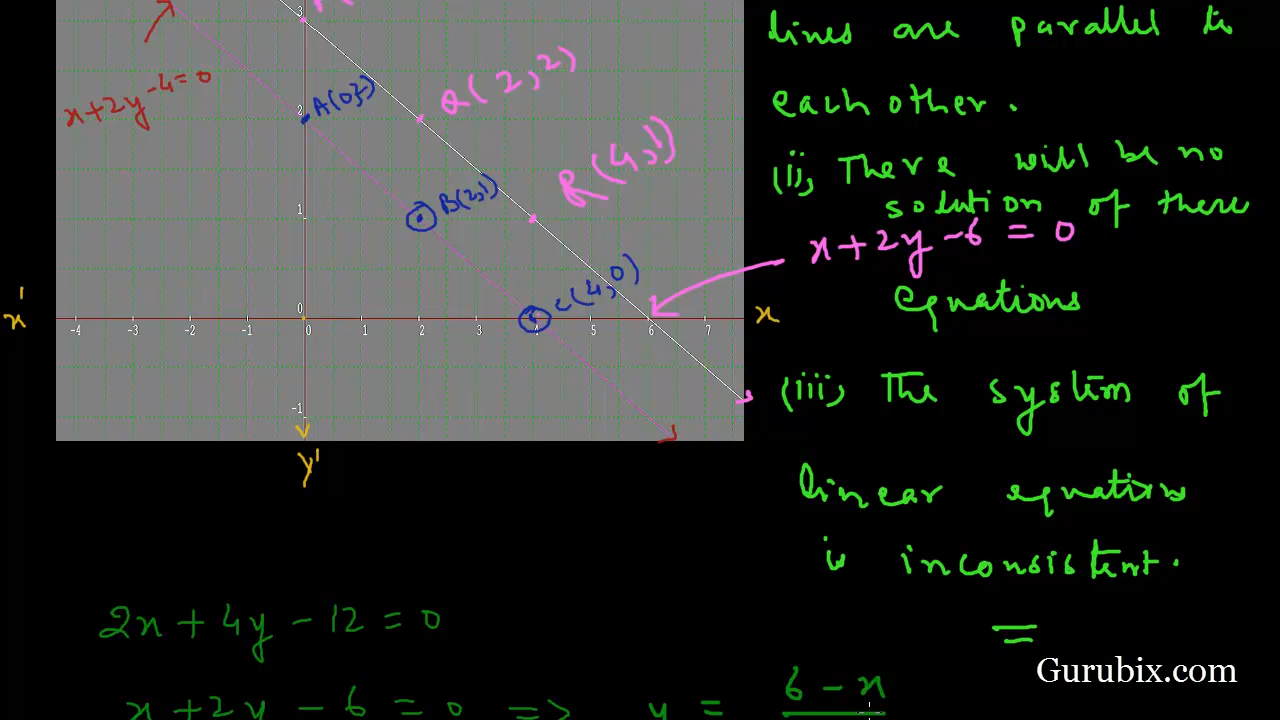 3
x+2y-4=0
2
A(0,2)
Q(2,2)
R(4,1)
1
B(2,1)
C(4,0)
0
x'
-4 -3 -2 -1 0 1 2 3 4 5 6 7
x
-1
y'
lines are parallel to
each other.
(ii) There will be no
solution of there
x+2y-6=0
equations
(iii) The system of
linear equations
is inconsistent.
2x+4y-12=0
x+2y-6=0 => y = 6-x
Gurubix.com